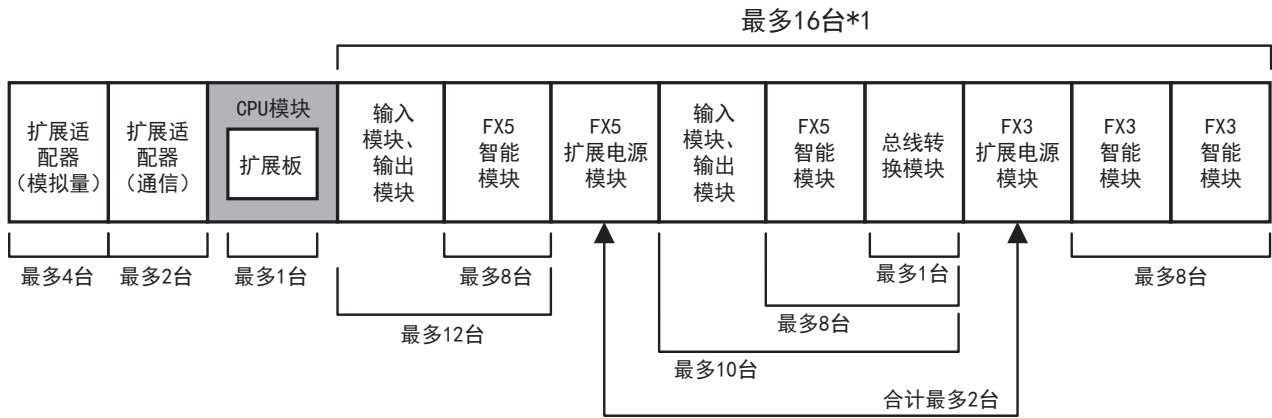 最多16台*1
扩展适
配器
（模拟量）
扩展适
配器
（通信）
CPU模块
扩展板
输入
模块、
输出
模块
FX5
智能
模块
FX5
扩展电源
模块
输入
模块、
输出
模块
FX5
智能
模块
总线转
换模块
FX3
扩展电源
模块
FX3
智能
模块
FX3
智能
模块
最多4台
最多2台
最多1台
最多8台
最多1台
最多8台
最多12台
最多8台
最多10台
合计最多2台